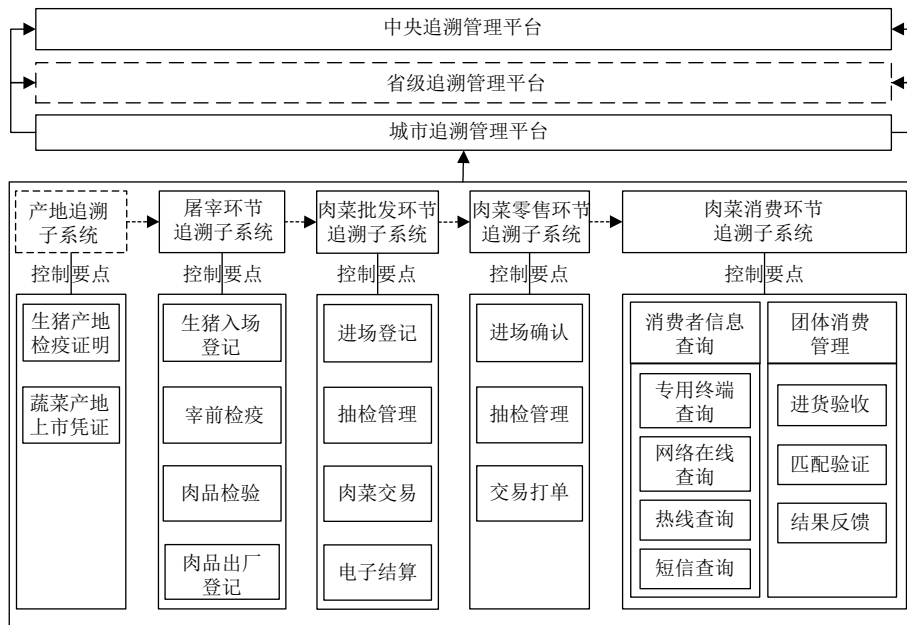 中央追溯管理平台
省级追溯管理平台
城市追溯管理平台
产地追溯
子系统
屠宰环节
追溯子系统
肉菜批发环节
追溯子系统
肉菜零售环节
追溯子系统
肉菜消费环节
追溯子系统
控制要点
控制要点
控制要点
控制要点
控制要点
生猪产地
检疫证明
蔬菜产地
上市凭证
生猪入场
登记
宰前检疫
肉品检验
肉品出厂
登记
进场登记
抽检管理
肉菜交易
电子结算
进场确认
抽检管理
交易打单
消费者信息
查询
专用终端
查询
网络在线
查询
热线查询
短信查询
团体消费
管理
进货验收
匹配验证
结果反馈